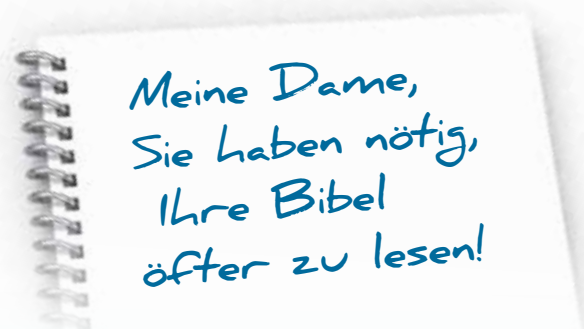 Meine Dame,
Sie haben nötig,
Ihre Bibel
öfter zu lesen!